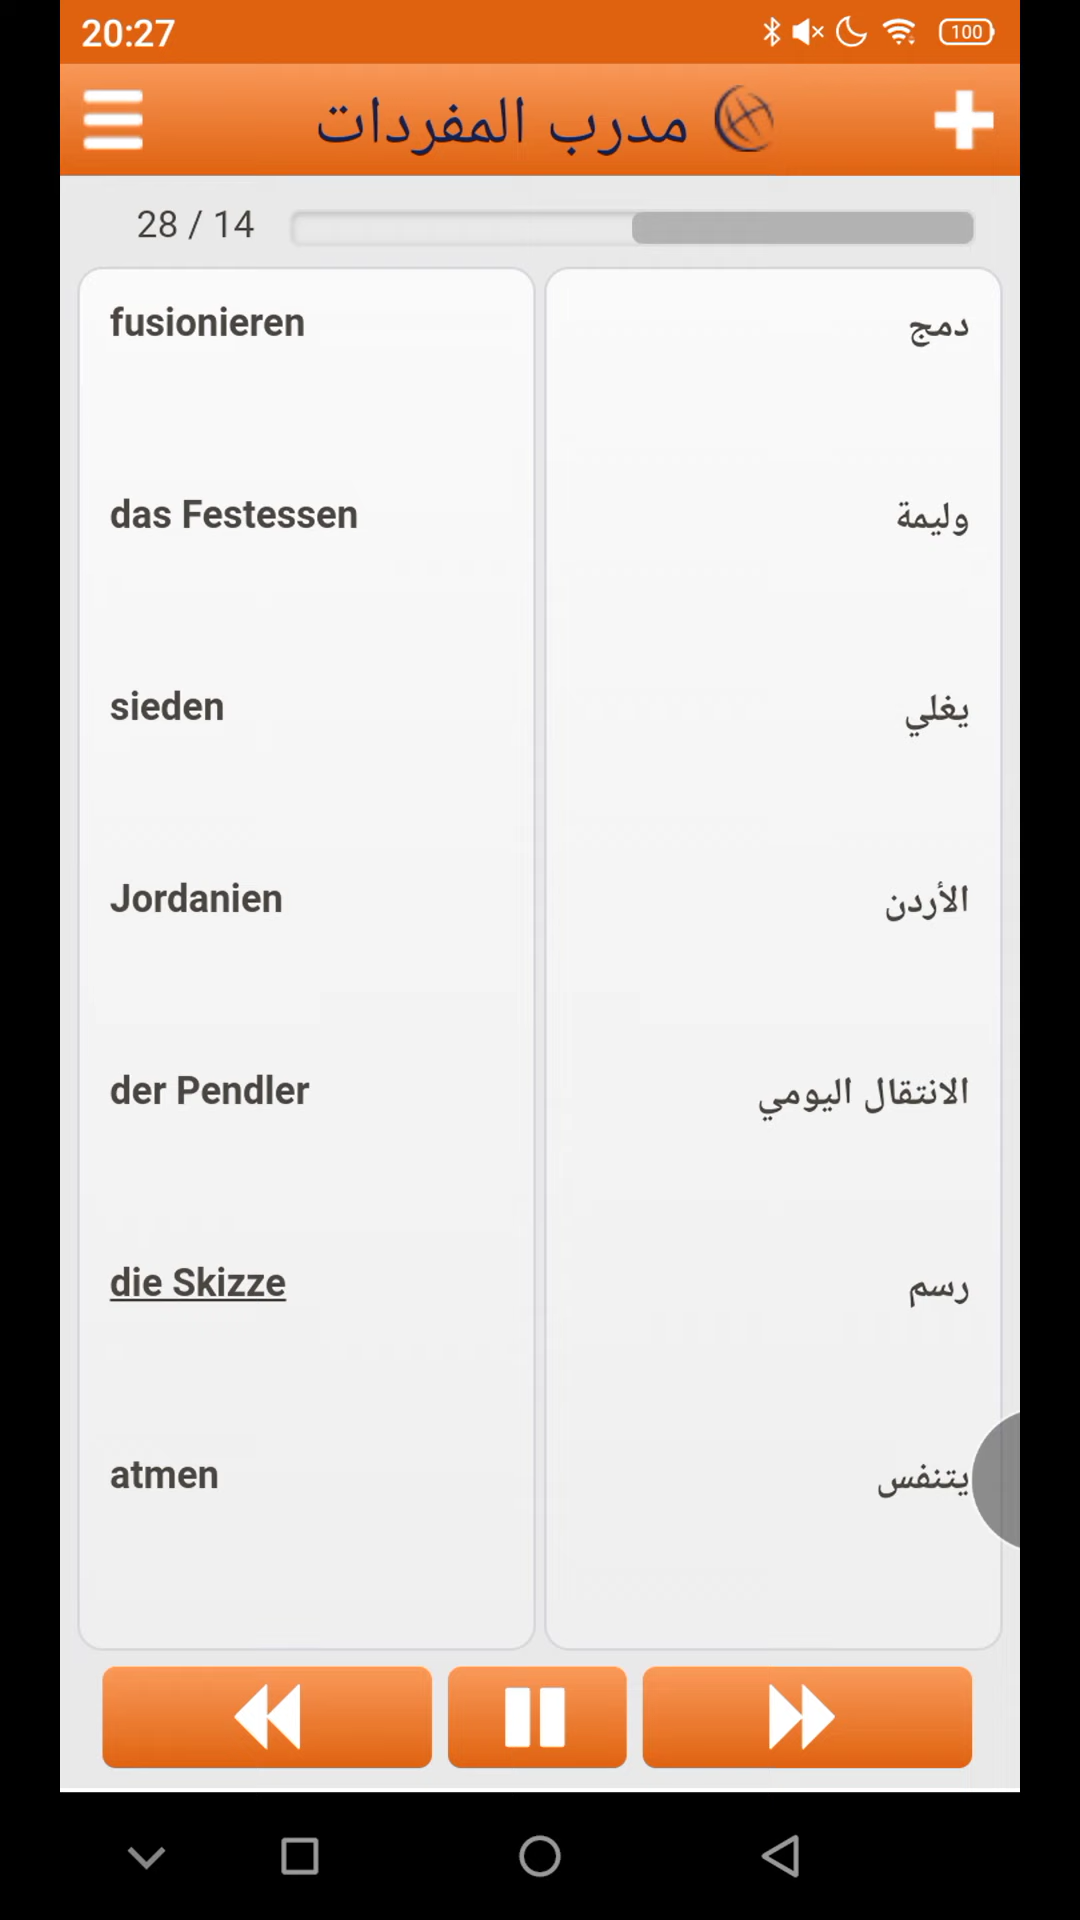 20:27
100
مدرب المفردات
28 / 14
fusionieren
دمج
das Festessen
وليمة
sieden
يغلي
Jordanien
الأردن
der Pendler
الانتقال اليومي
die Skizze
رسم
atmen
يتنفس